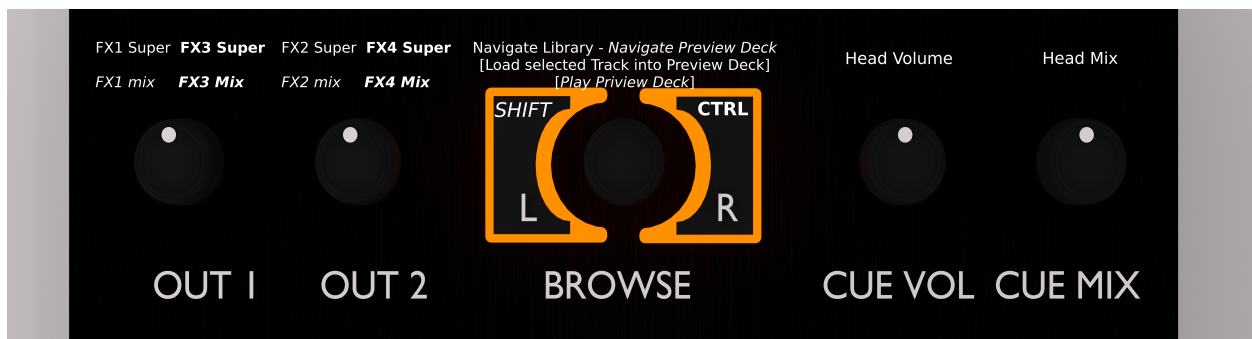 FX1 Super FX3 Super FX2 Super FX4 Super Navigate Library - Navigate Preview Deck
[Load selected Track into Preview Deck]
Head Volume Head Mix
FX1 mix FX3 Mix FX2 mix FX4 Mix [Play Priview Deck]
SHIFT CTRL
L R
OUT 1 OUT 2 BROWSE CUE VOL CUE MIX